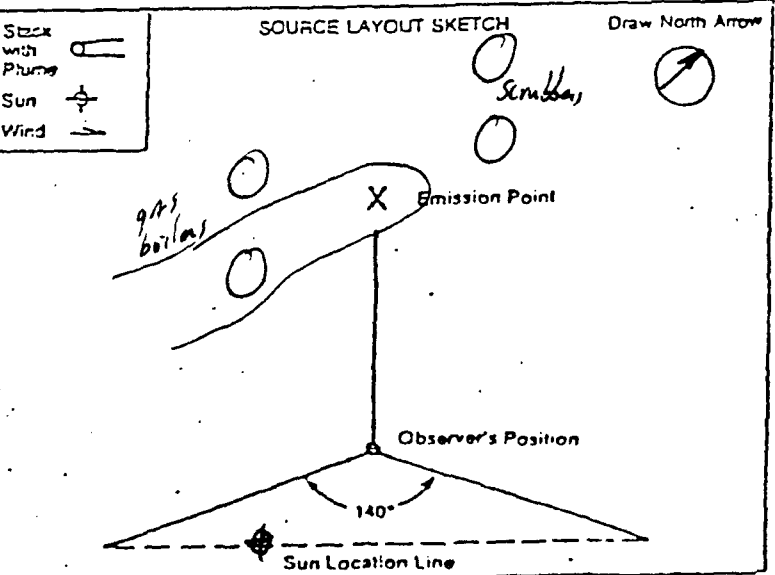 SOURCE LAYOUT SKETCH
Draw North Arrow
Stack
with
Plume
Sun
Wind
Scrubbers
Emission Point
gas
boilers
Observer's Position
140°
Sun Location Line